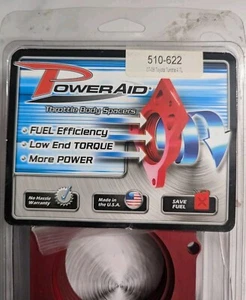 510-622
POWERAID
Throttle Body Spacers
FUEL Efficiency
Low End TORQUE
More POWER
No Hassle
Warranty
Made in
the U.S.A.
SAVE
FUEL